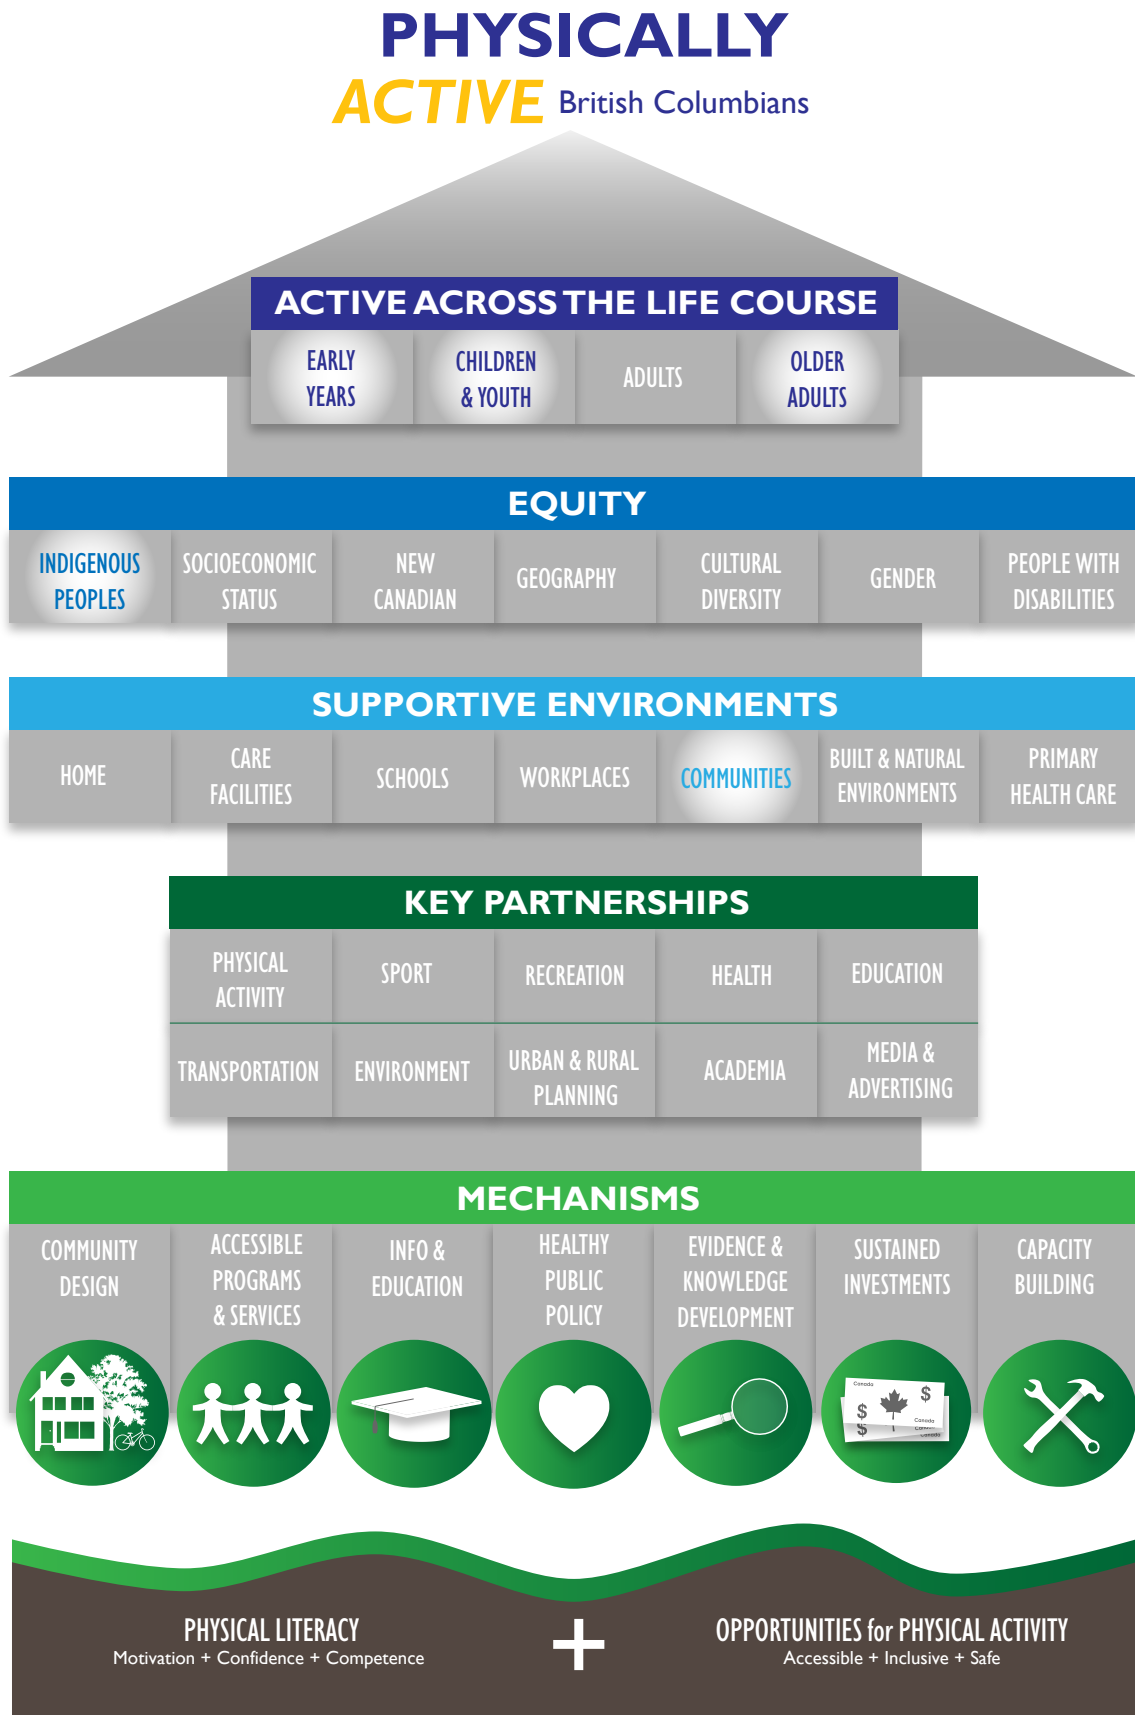 PHYSICALLY
ACTIVE British Columbians
ACTIVE ACROSS THE LIFE COURSE
EARLY
YEARS
CHILDREN
& YOUTH
ADULTS
OLDER
ADULTS
EQUITY
INDIGENOUS
PEOPLES
SOCIOECONOMIC
STATUS
NEW
CANADIAN
GEOGRAPHY
CULTURAL
DIVERSITY
GENDER
PEOPLE WITH
DISABILITIES
SUPPORTIVE ENVIRONMENTS
HOME
CARE
FACILITIES
SCHOOLS
WORKPLACES
COMMUNITIES
BUILT & NATURAL
ENVIRONMENTS
PRIMARY
HEALTH CARE
KEY PARTNERSHIPS
PHYSICAL
ACTIVITY
SPORT
RECREATION
HEALTH
EDUCATION
TRANSPORTATION
ENVIRONMENT
URBAN & RURAL
PLANNING
ACADEMIA
MEDIA &
ADVERTISING
MECHANISMS
COMMUNITY
DESIGN
ACCESSIBLE
PROGRAMS
& SERVICES
INFO &
EDUCATION
HEALTHY
PUBLIC
POLICY
EVIDENCE &
KNOWLEDGE
DEVELOPMENT
SUSTAINED
INVESTMENTS
CAPACITY
BUILDING
Canada
$
$
Canada
$
Canada
PHYSICAL LITERACY
Motivation + Confidence + Competence
+
OPPORTUNITIES for PHYSICAL ACTIVITY
Accessible + Inclusive + Safe